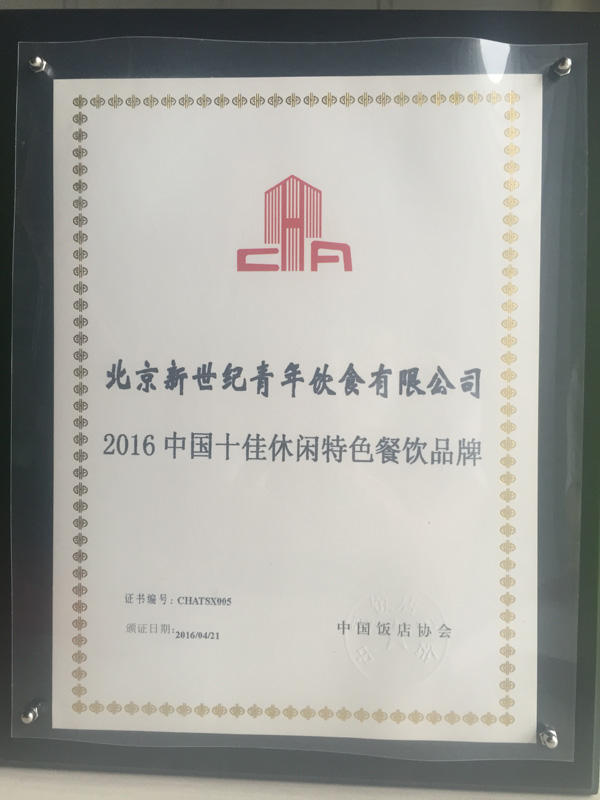 CHA
北京新世纪青年饮食有限公司
2016 中国十佳休闲特色餐饮品牌
证书编号：CHATSX005
颁证日期：2016/04/21
中国饭店协会